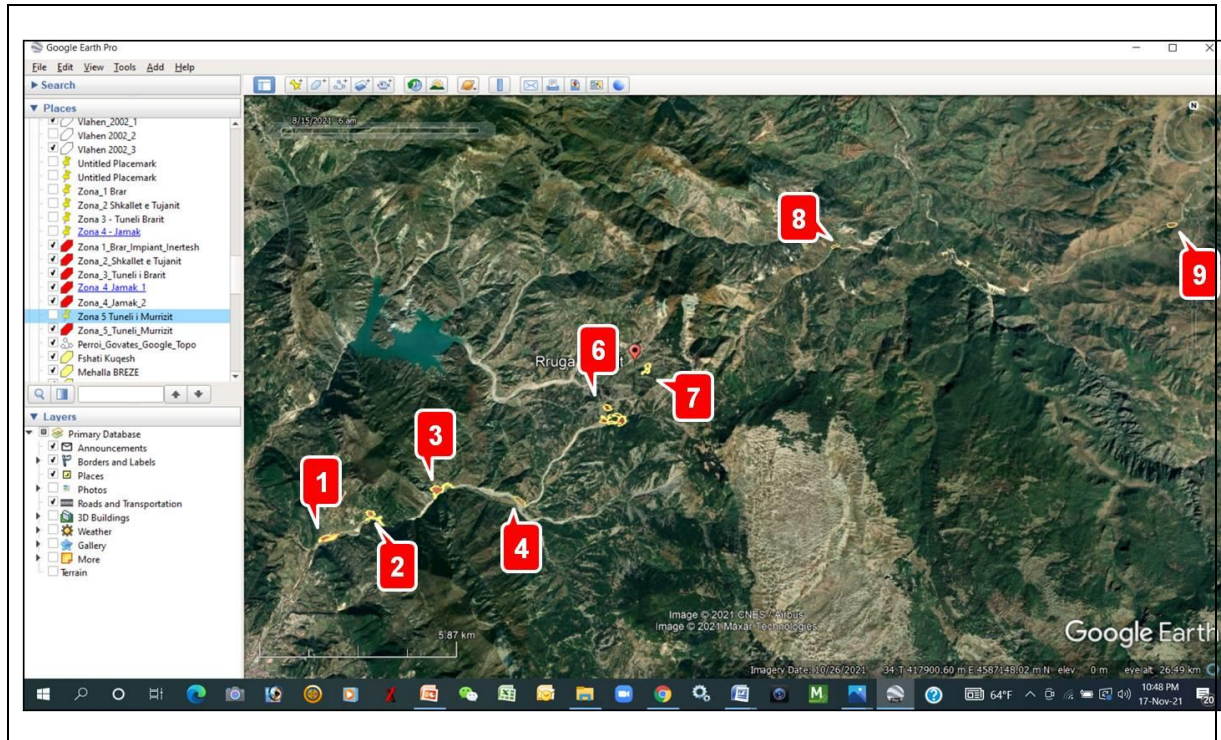 Google Earth Pro
File Edit View Tools Add Help
Search
Places
Vlahen_2002_1
Vlahen 2002_2
Vlahen 2002_3
Untitled Placemark
Untitled Placemark
Zona_1 Brar
Zona_2 Shkallet e Tujanit
Zona 3 - Tuneli Brarit
Zona 4 - Jamak
Zona 1_Brar_Impiant_Inertesh
Zona_2_Shkallet e Tujanit
Zona_3_Tuneli i Brarit
Zona_4_Jamak_1
Zona_4_Jamak_2
Zona 5 Tuneli i Murrizit
Zona_5_Tuneli_Murrizit
Perroi_Govates_Google_Topo
Fshati Kuqesh
Mehalla BREZE
Layers
Primary Database
Announcements
Borders and Labels
Places
Photos
Roads and Transportation
3D Buildings
Weather
Gallery
More
Terrain
8/15/2021 6 am
N
8
9
6
Rruga
7
3
1
2
4
5.87 km
Image © 2021 CNES / Airbus
Image © 2021 Maxar Technologies
Google Earth
Imagery Date: 10/26/2021 34 T 417900.60 m E 4587148.02 m N elev 0 m eye alt 26.49 km
64°F
10:48 PM
17-Nov-21
20